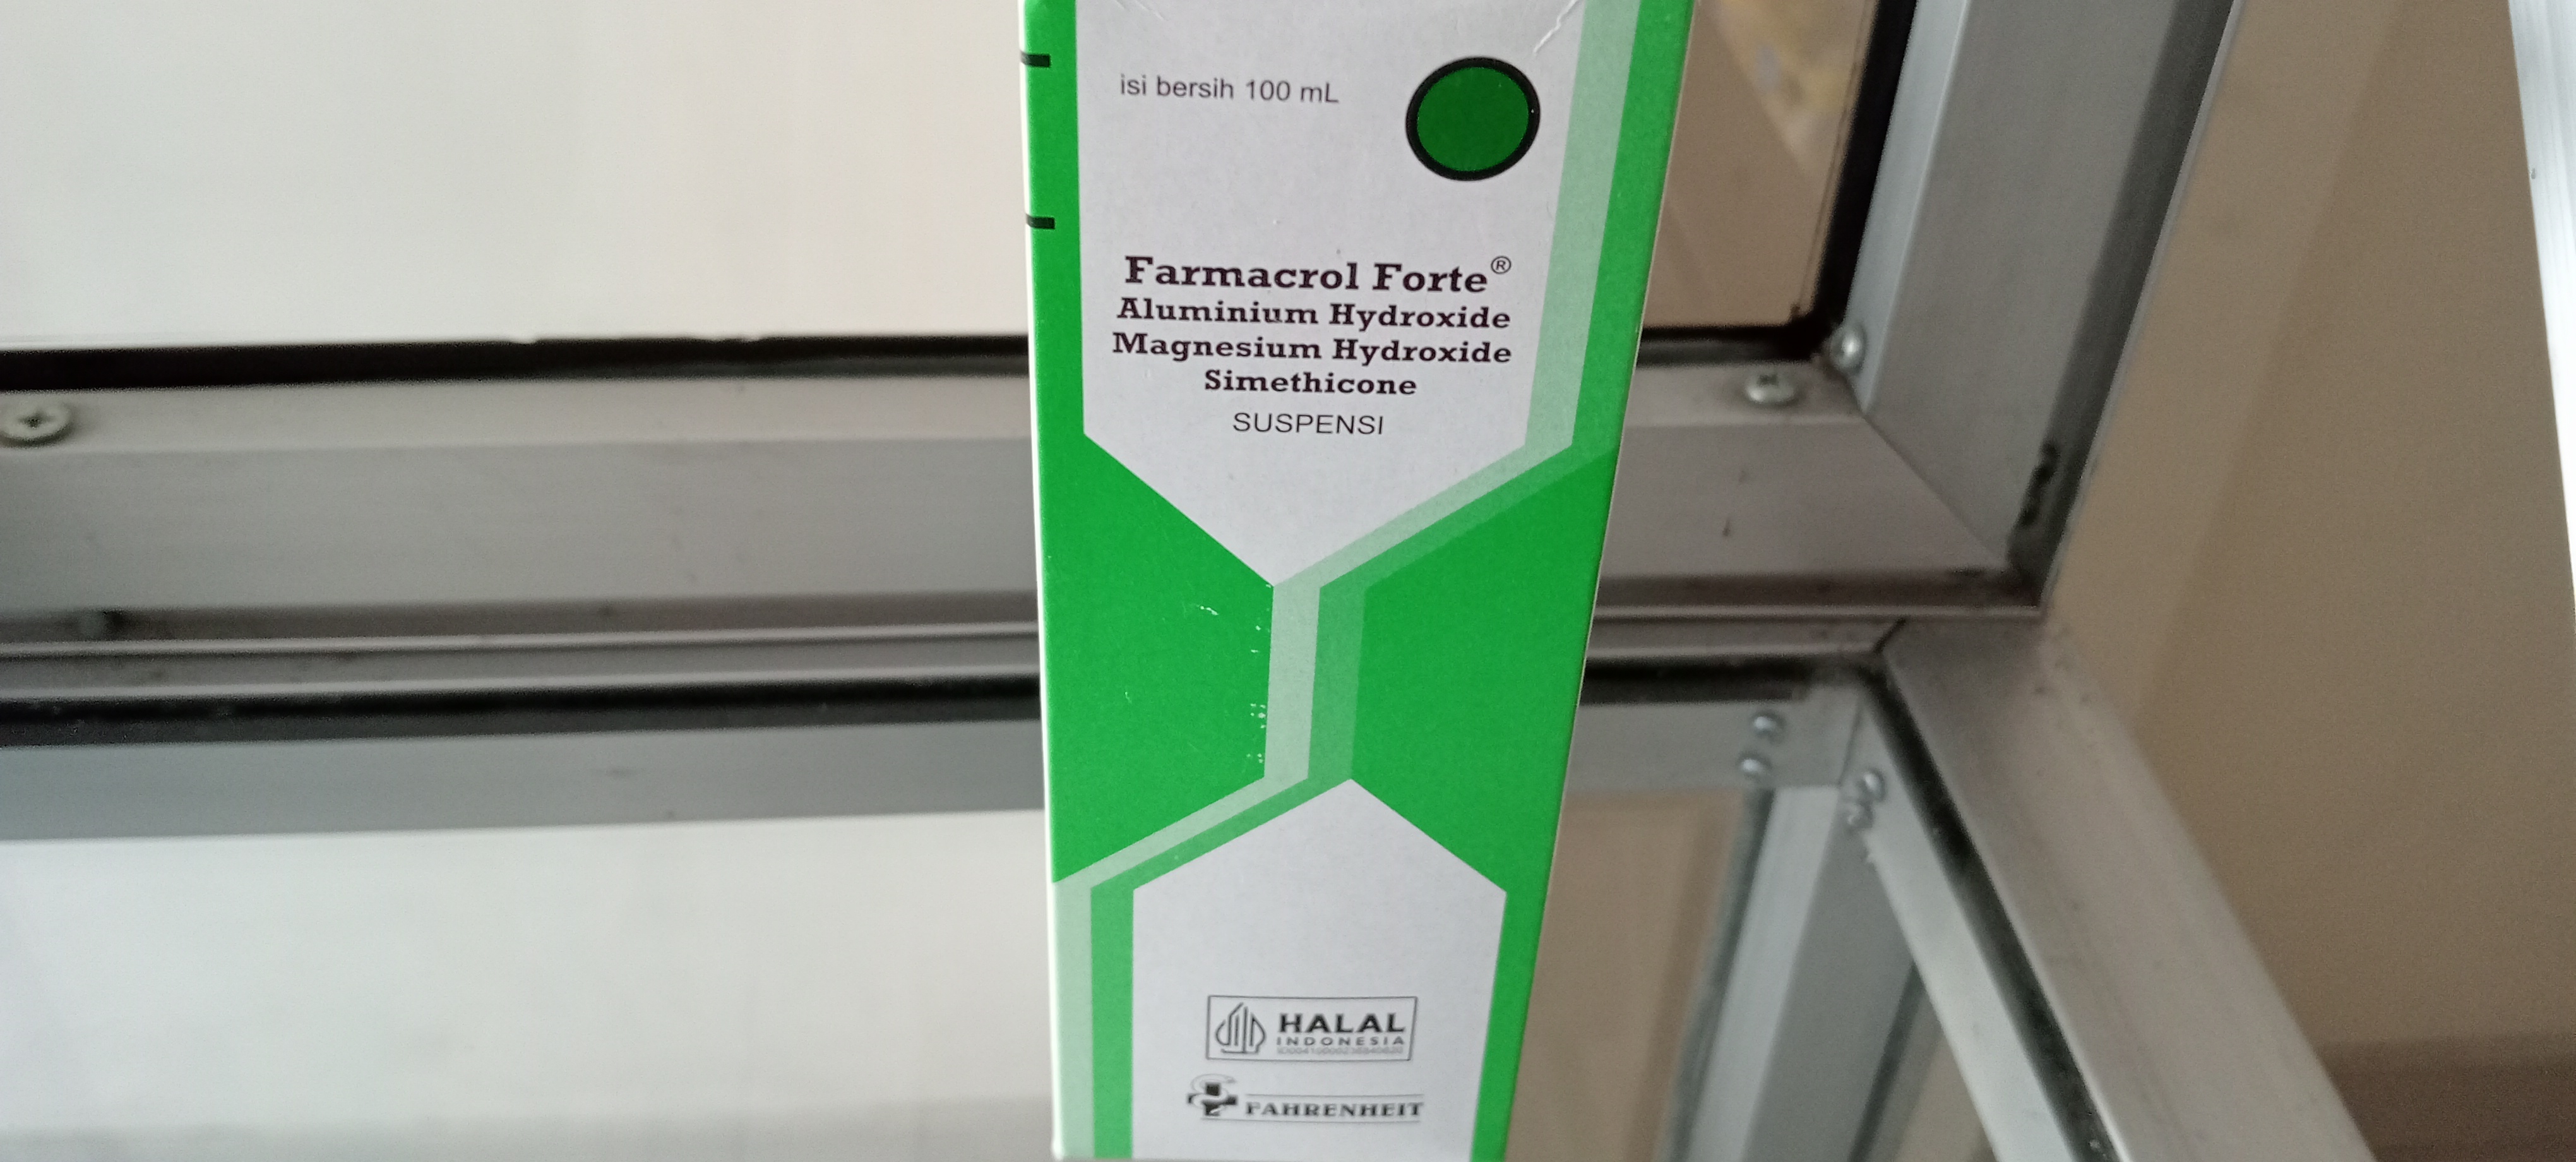 isi bersih 100 mL
Farmacrol Forte®
Aluminium Hydroxide
Magnesium Hydroxide
Simethicone
SUSPENSI
HALAL
INDONESIA
FAHRENHEIT